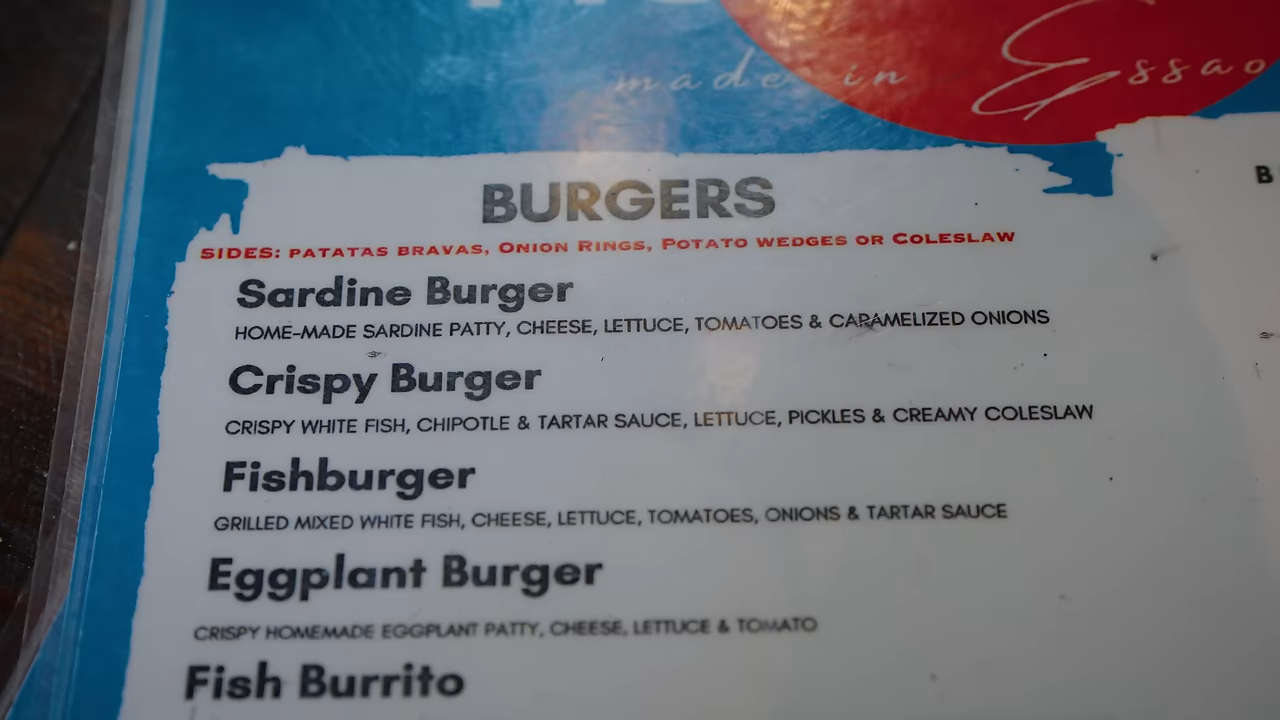 made in Essao
BURGERS
B
SIDES: PATATAS BRAVAS, ONION RINGS, POTATO WEDGES OR COLESLAW
Sardine Burger
HOME-MADE SARDINE PATTY, CHEESE, LETTUCE, TOMATOES & CARAMELIZED ONIONS
Crispy Burger
CRISPY WHITE FISH, CHIPOTLE & TARTAR SAUCE, LETTUCE, PICKLES & CREAMY COLESLAW
Fishburger
GRILLED MIXED WHITE FISH, CHEESE, LETTUCE, TOMATOES, ONIONS & TARTAR SAUCE
Eggplant Burger
CRISPY HOMEMADE EGGPLANT PATTY, CHEESE, LETTUCE & TOMATO
Fish Burrito